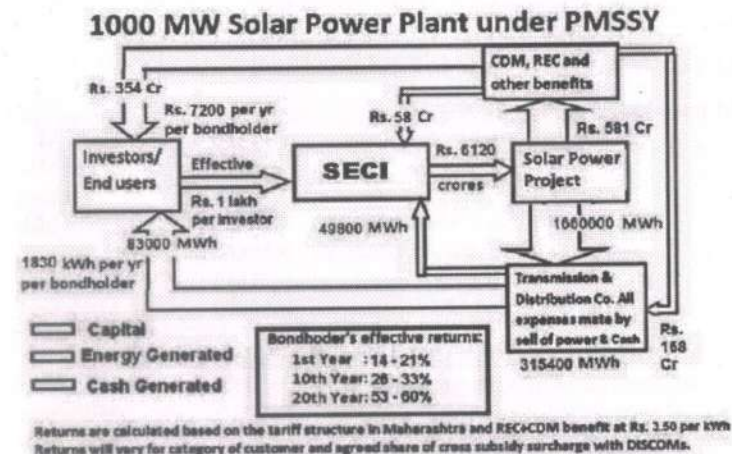 1000 MW Solar Power Plant under PMSSY
CDM, REC and
other benefits
Rs. 354 Cr
Rs. 7200 per yr
per bondholder
Rs. 58 Cr
Rs. 581 Cr
Investors/
End users
Effective
Rs. 1 lakh
per investor
SECI
Rs. 6120
crores
Solar Power
Project
83000 MWh
49800 MWh
1660000 MWh
1830 kWh per yr
per bondholder
Transmission &
Distribution Co. All
expenses mate by
sell of power & Cash
Rs.
168
Cr
315400 MWh
Capital
Energy Generated
Cash Generated
Bondhoder's effective returns:
1st Year : 14 - 21%
10th Year: 26 - 33%
20th Year: 53 - 60%
Returns are calculated based on the tariff structure in Maharashtra and REC+CDM benefit at Rs. 3.50 per kWh
Returns will very for category of customer and agreed share of cross subsidy surcharge with DISCOMs.